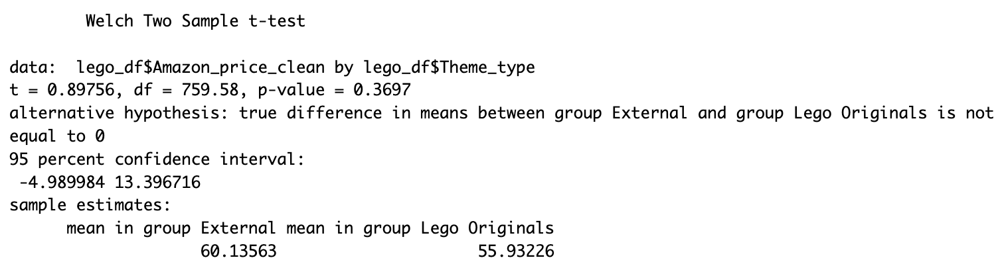 Welch Two Sample t-test
data:  lego_df$Amazon_price_clean by lego_df$Theme_type
t = 0.89756, df = 759.58, p-value = 0.3697
alternative hypothesis: true difference in means between group External and group Lego Originals is not
equal to 0
95 percent confidence interval:
 -4.989984 13.396716
sample estimates:
     mean in group External mean in group Lego Originals
                   60.13563                     55.93226